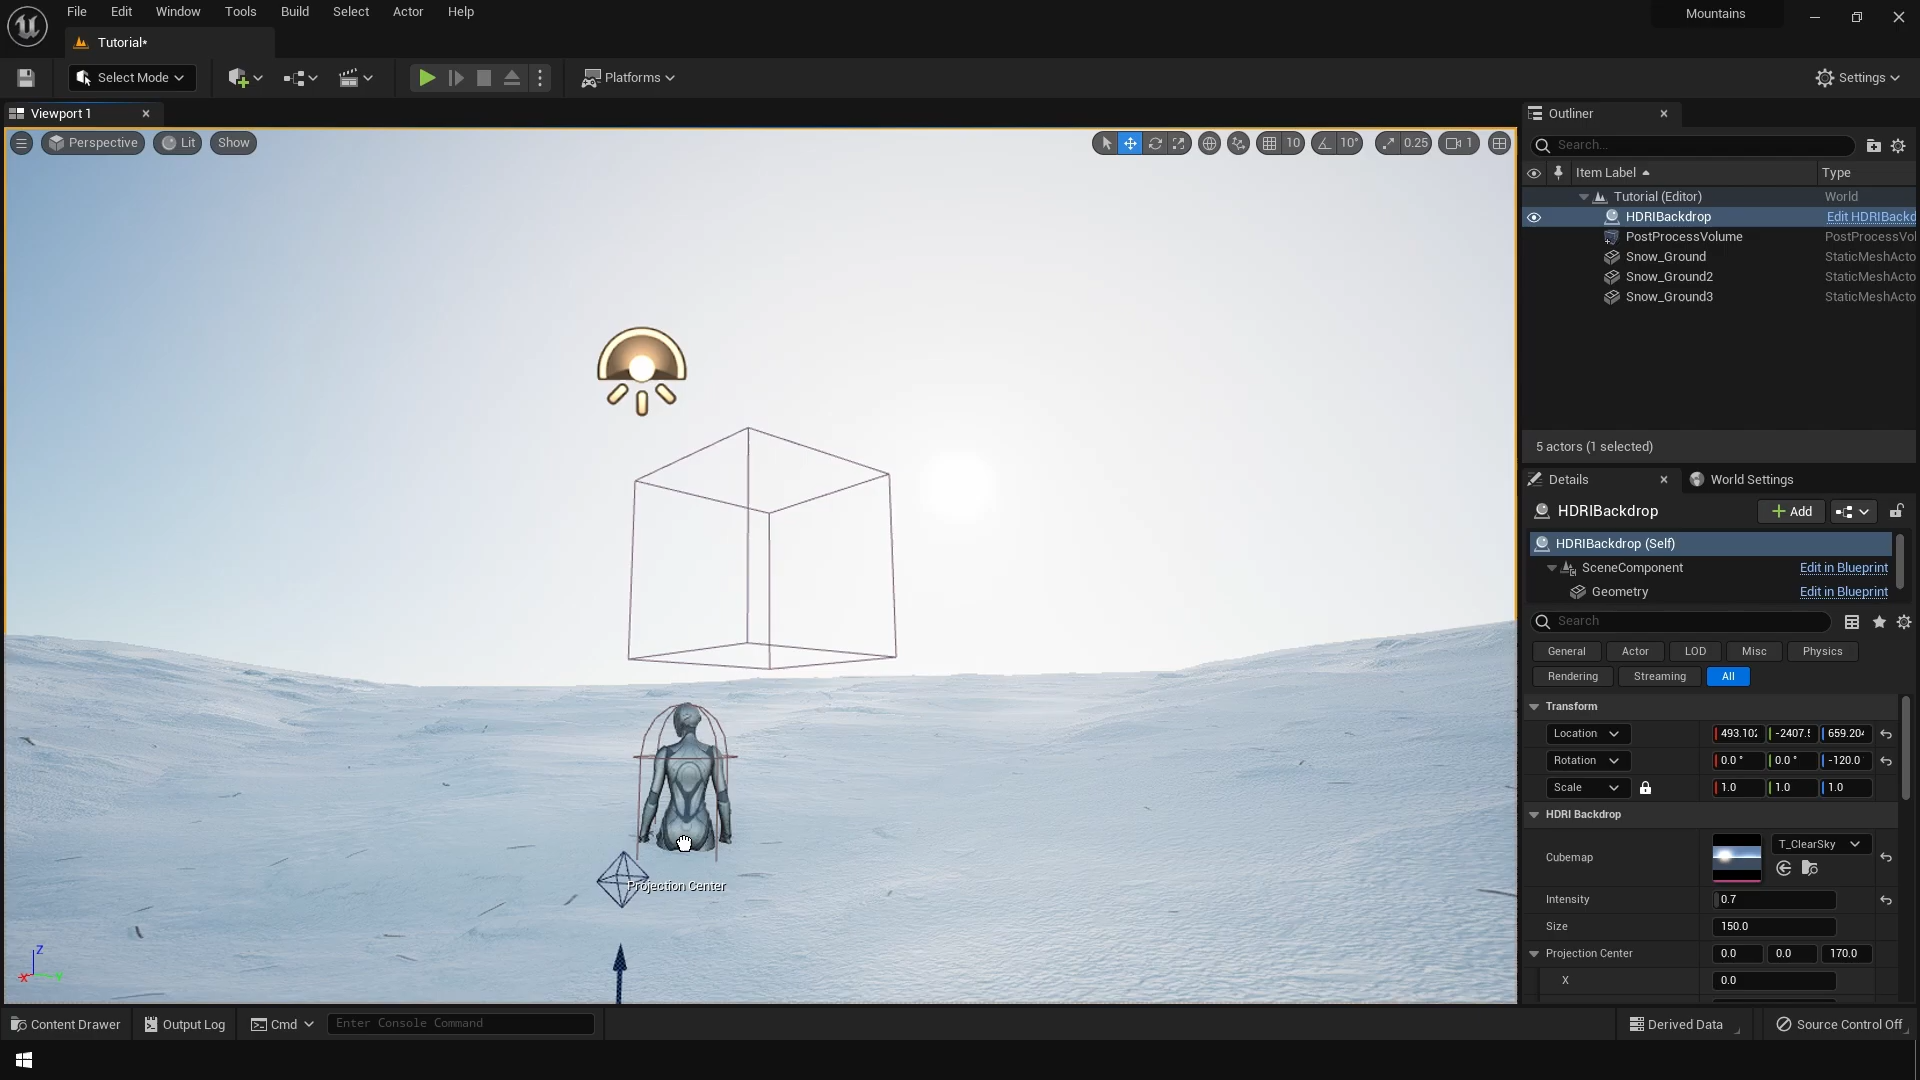 File Edit Window Tools Build Select Actor Help
Mountains
Tutorial*
Select Mode
Platforms
Settings
Viewport 1
Perspective
Lit
Show
10
10°
0.25
1
Outliner
Search...
Item Label
Type
Tutorial (Editor)
World
HDRIBackdrop
Edit HDRIBackd
PostProcessVolume
PostProcessVol
Snow_Ground
StaticMeshActo
Snow_Ground2
StaticMeshActo
Snow_Ground3
StaticMeshActo
5 actors (1 selected)
Details
World Settings
HDRIBackdrop
Add
HDRIBackdrop (Self)
SceneComponent
Edit in Blueprint
Geometry
Edit in Blueprint
Search
General
Actor
LOD
Misc
Physics
Rendering
Streaming
All
Transform
Location
493.102
-2407.5
659.204
Rotation
0.0 °
0.0 °
-120.0
Scale
1.0
1.0
1.0
HDRI Backdrop
Cubemap
T_ClearSky
Intensity
0.7
Size
150.0
Projection Center
0.0
0.0
170.0
X
0.0
Projection Center
Z
X
Y
Content Drawer
Output Log
Cmd
Enter Console Command
Derived Data
Source Control Off